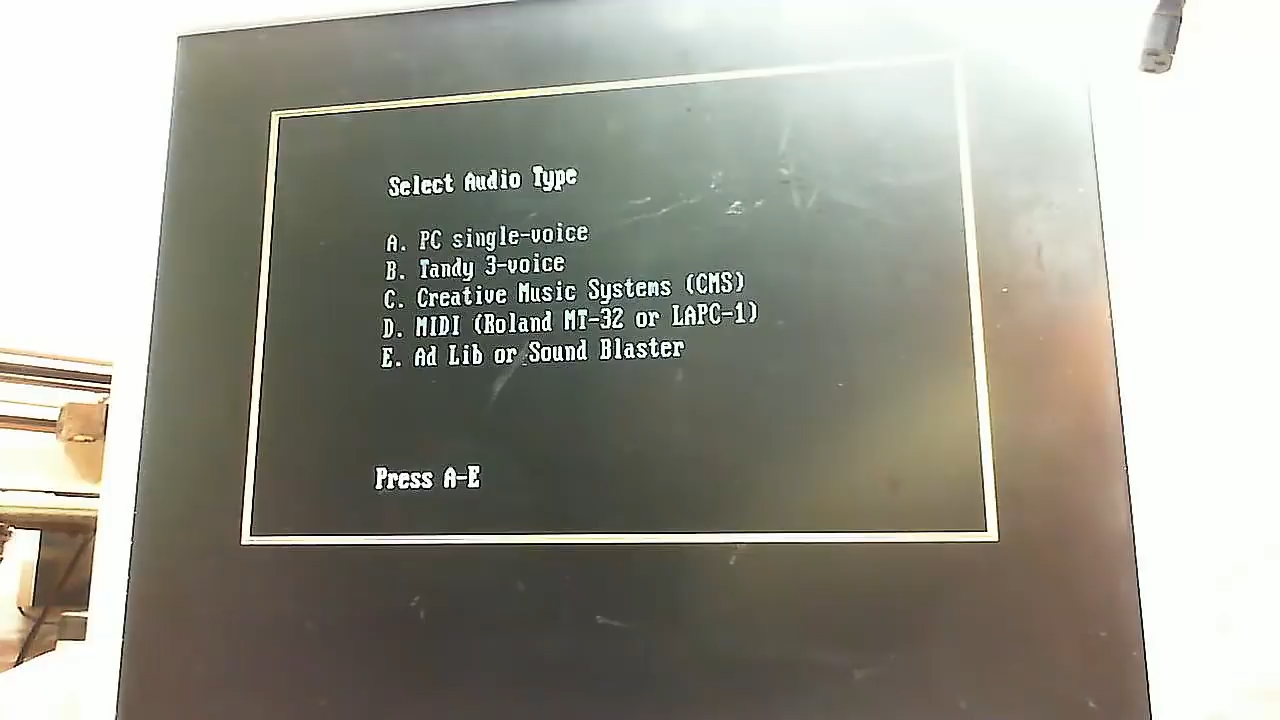 Select Audio Type
A. PC single-voice
B. Tandy 3-voice
C. Creative Music Systems (CMS)
D. MIDI (Roland MT-32 or LAPC-1)
E. Ad Lib or Sound Blaster
Press A-E